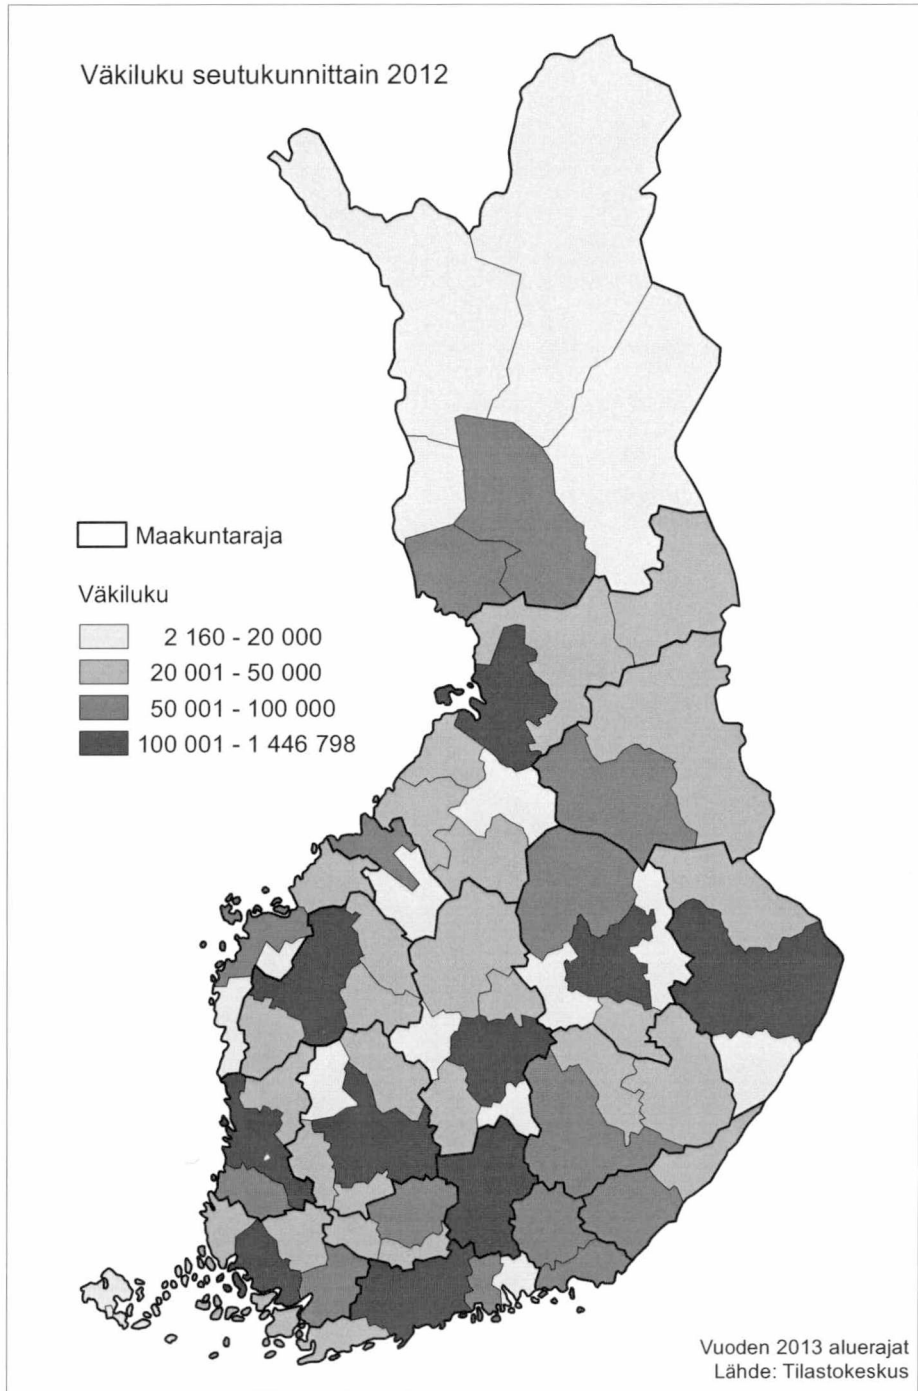 Väkiluku seutukunnittain 2012
Maakuntaraja
Väkiluku
2 160 - 20 000
20 001 - 50 000
50 001 - 100 000
100 001 - 1 446 798
Vuoden 2013 aluerajat
Lähde: Tilastokeskus